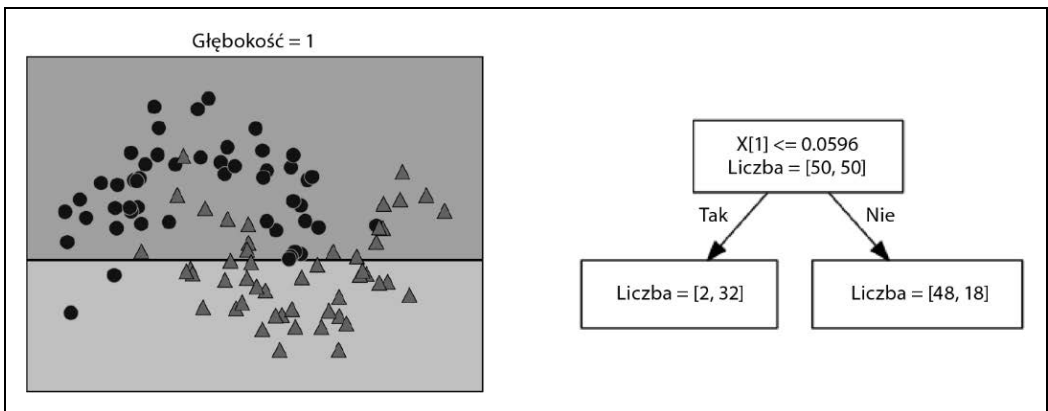 Głębokość = 1
X[1] <= 0.0596
Liczba = [50, 50]
Tak
Nie
Liczba = [2, 32]
Liczba = [48, 18]